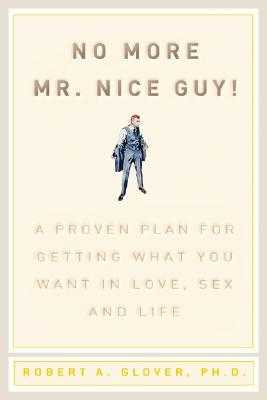 NO MORE
MR. NICE GUY!
A PROVEN PLAN FOR
GETTING WHAT YOU
WANT IN LOVE, SEX
AND LIFE
ROBERT A. GLOVER, PH.D.